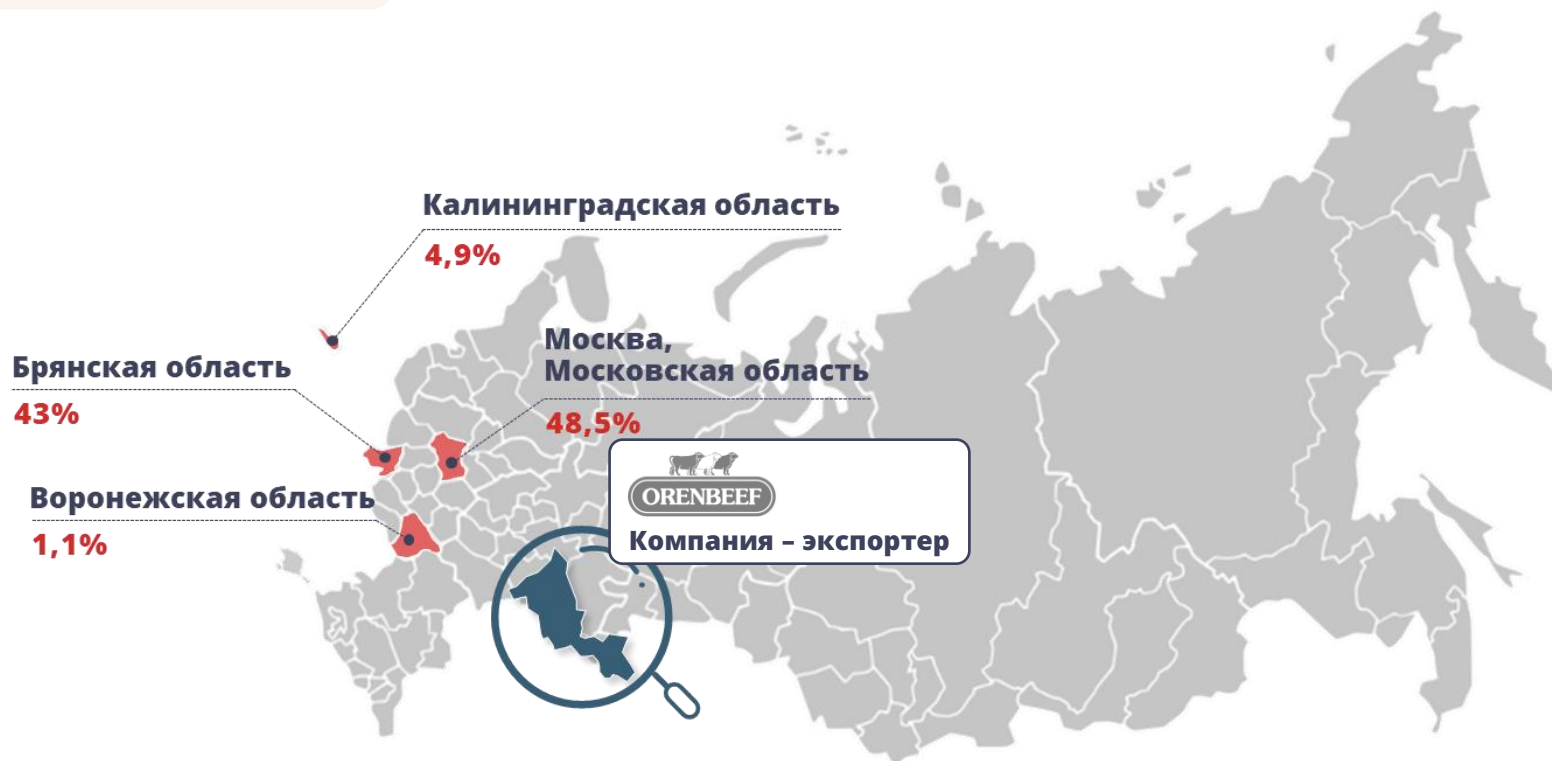 Калининградская область
4,9%
Москва,
Московская область
48,5%
Брянская область
43%
Воронежская область
1,1%
ORENBEEF
Компания – экспортер